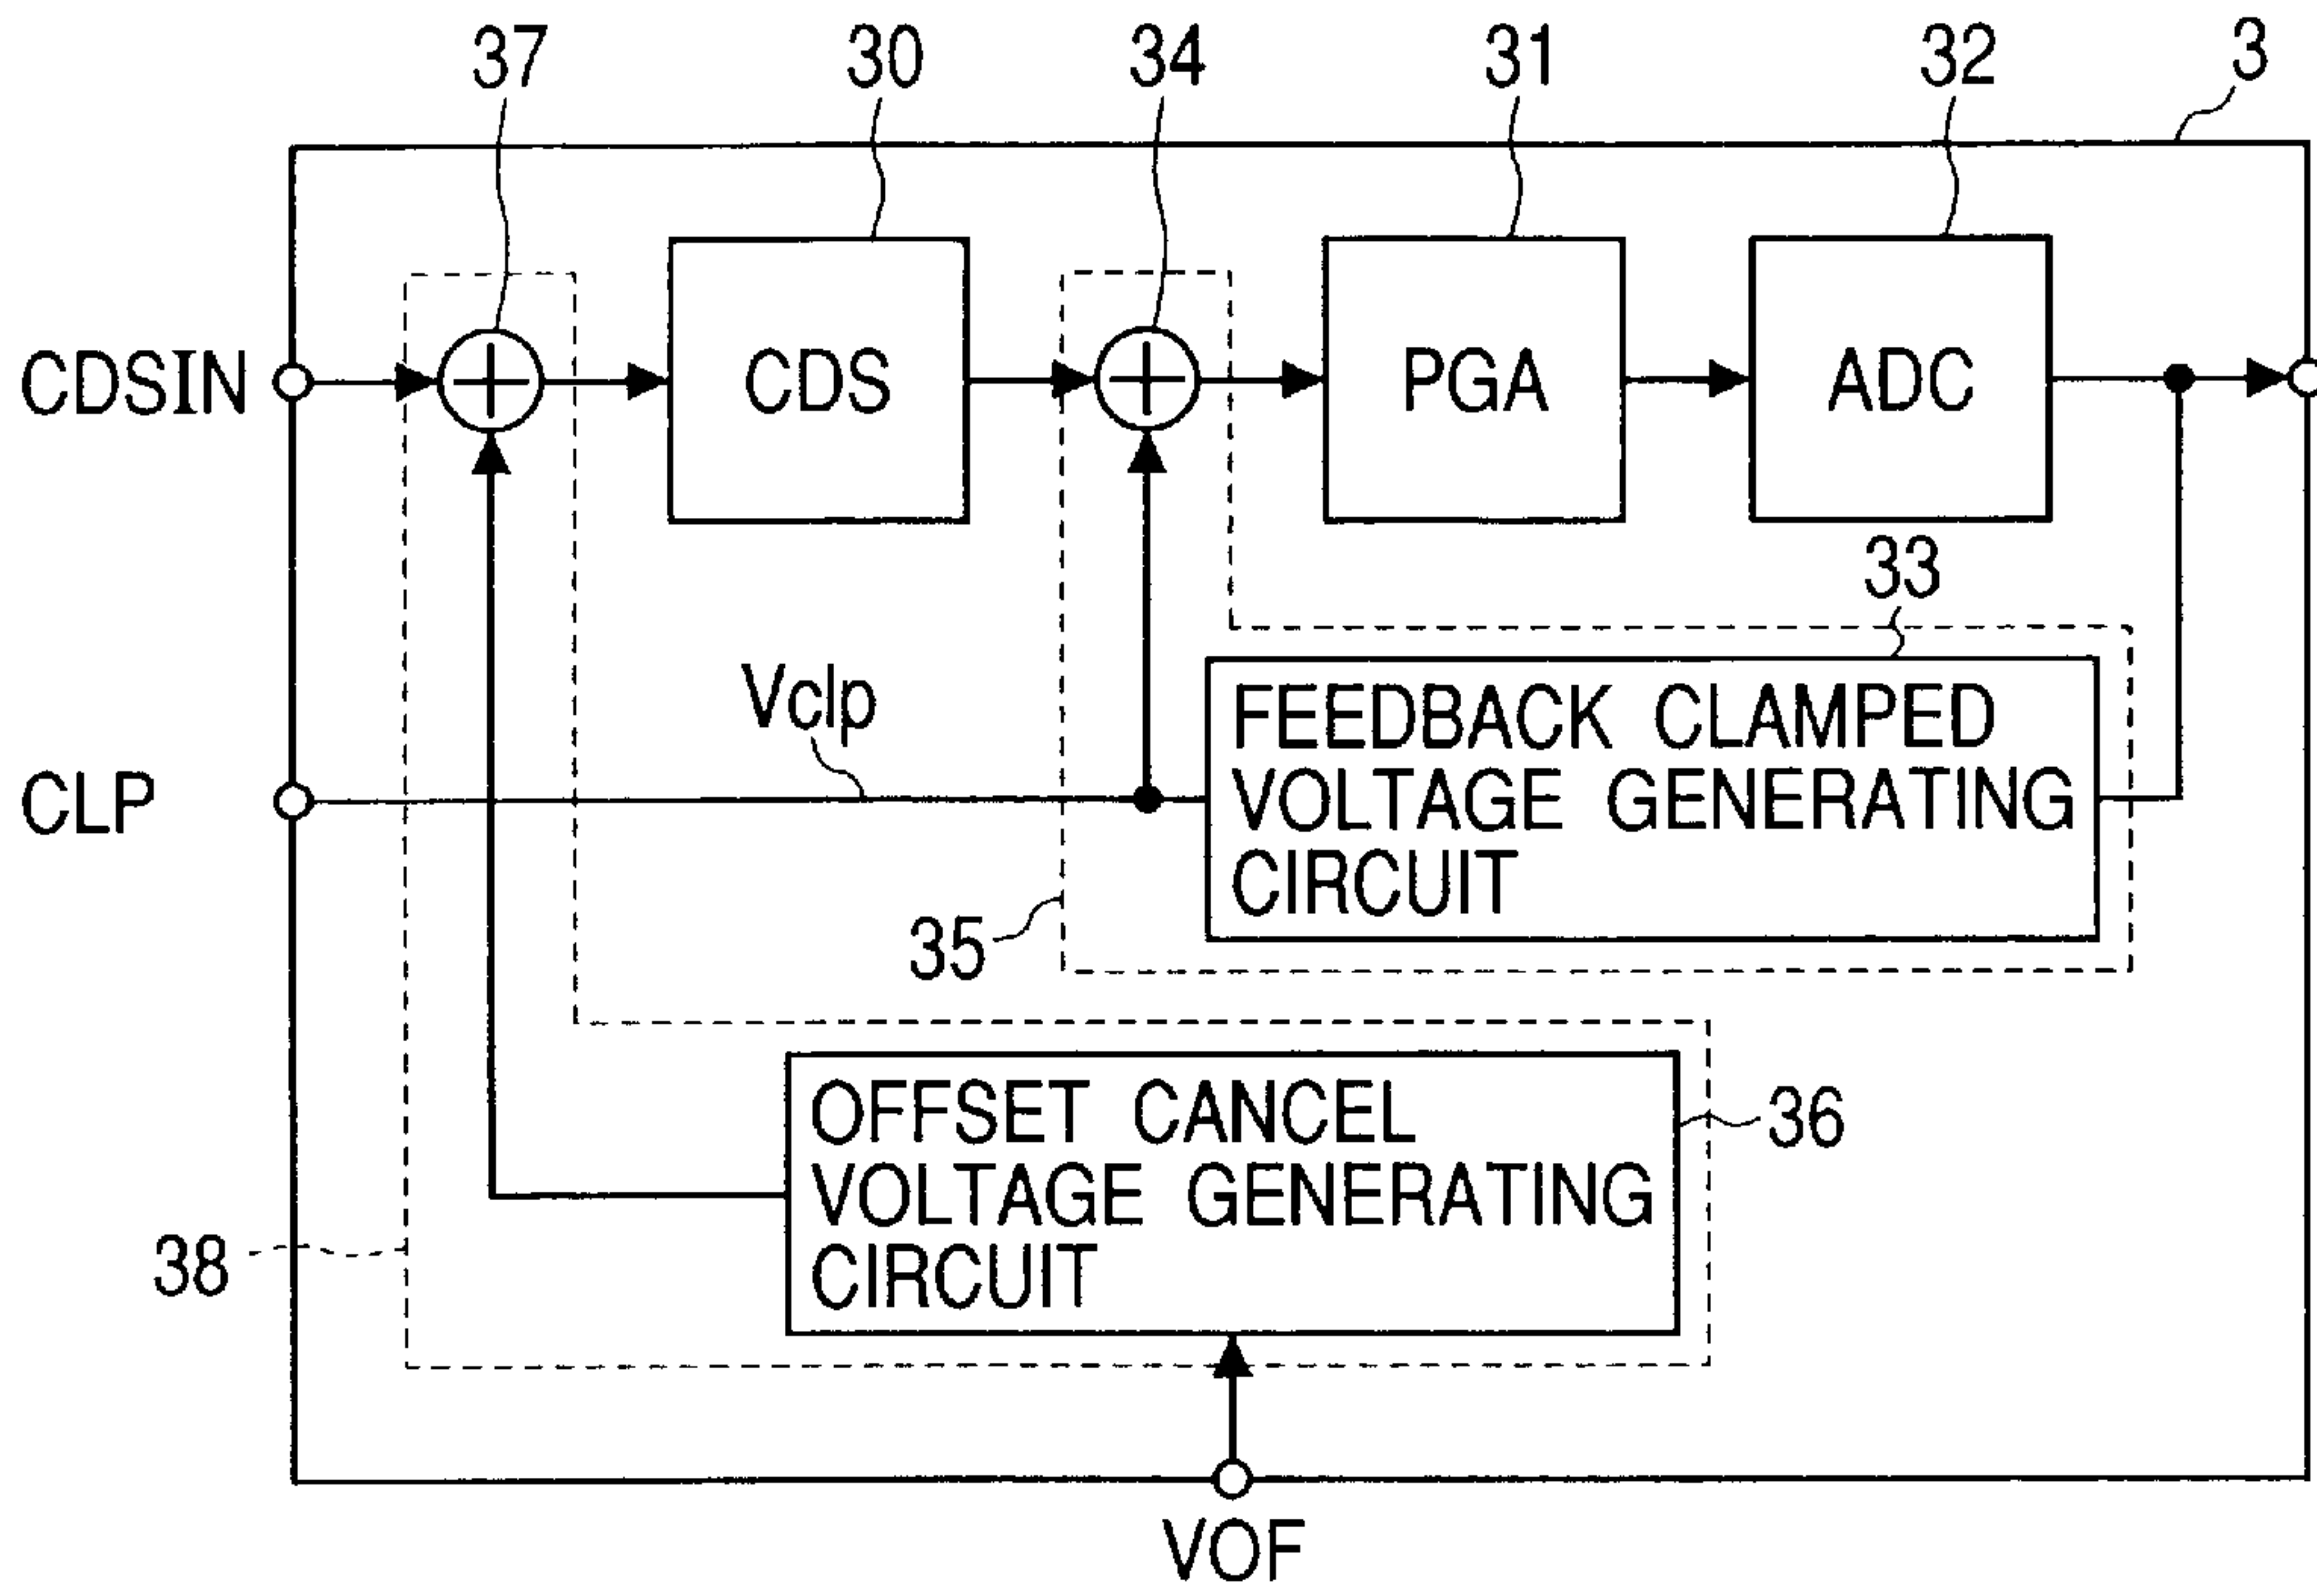 37 30 34 31 32 3
CDSIN CDS PGA ADC
33
Vclp
FEEDBACK CLAMPED
VOLTAGE GENERATING
CIRCUIT
CLP
35
OFFSET CANCEL
VOLTAGE GENERATING
CIRCUIT
36
38
VOF